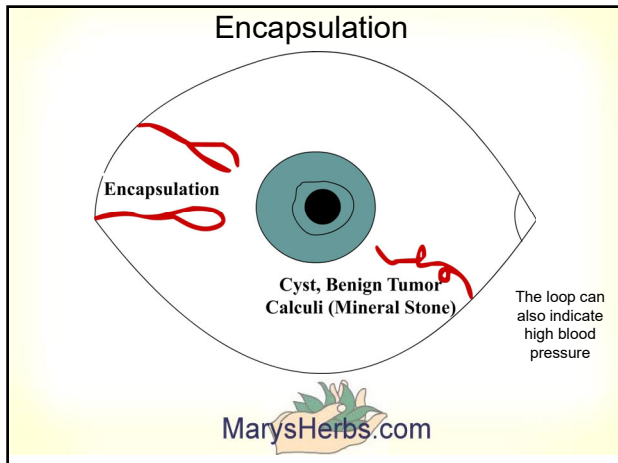 Encapsulation
Encapsulation
Cyst, Benign Tumor
Calculi (Mineral Stone)
The loop can
also indicate
high blood
pressure
MarysHerbs.com